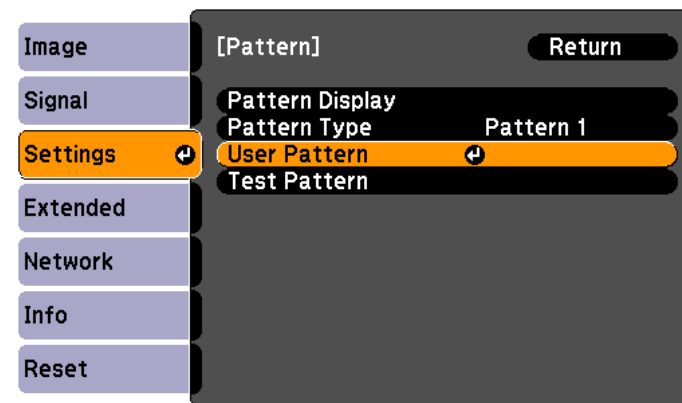 Image
Signal
Settings
Extended
Network
Info
Reset
[Pattern] Return
Pattern Display
Pattern Type Pattern 1
User Pattern
Test Pattern